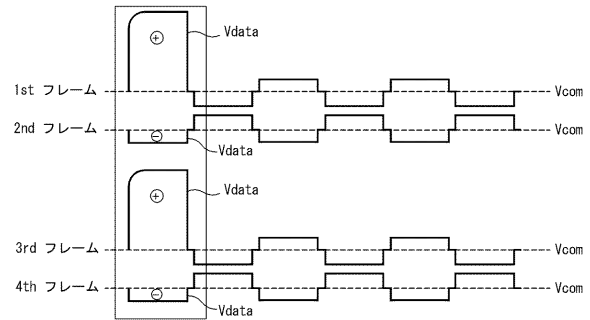 Vdata
1st フレーム Vcom
2nd フレーム Vcom
Vdata
Vdata
3rd フレーム Vcom
4th フレーム Vcom
Vdata